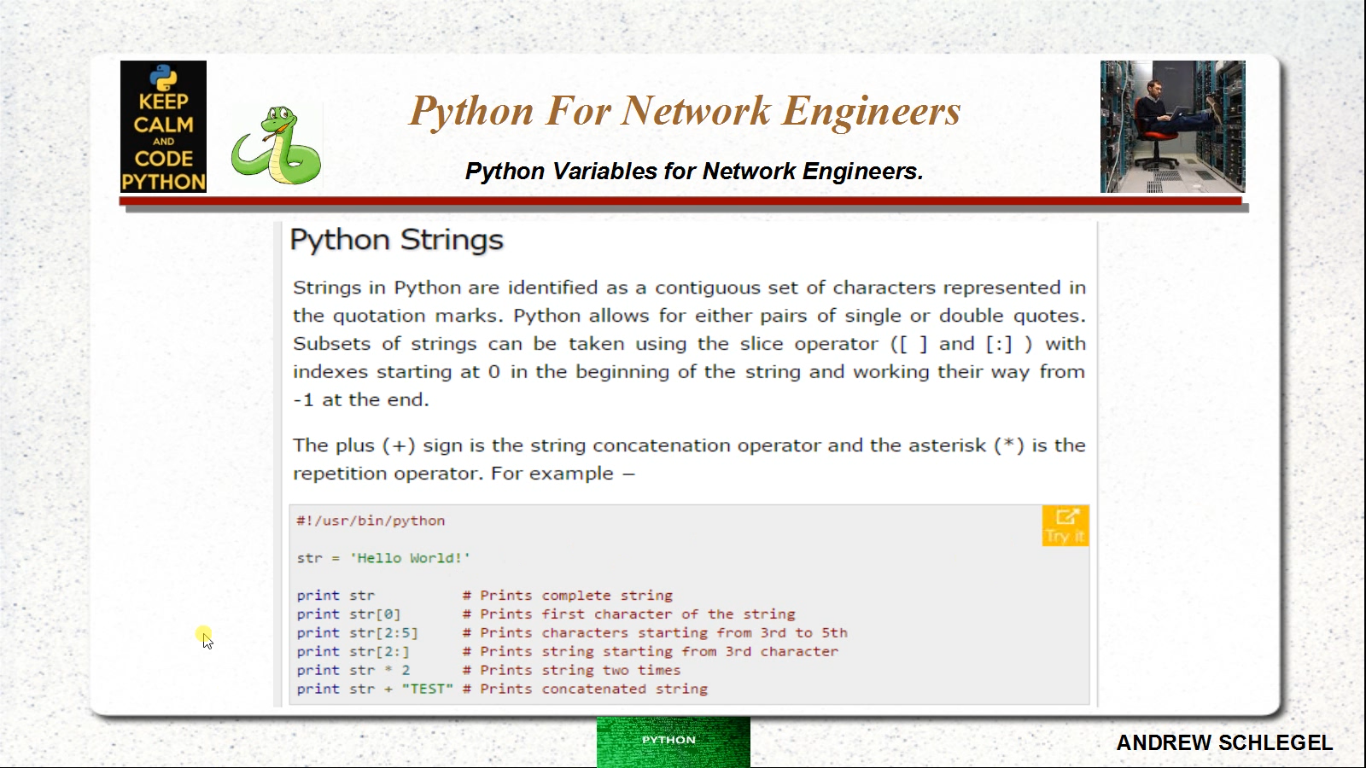 KEEP
CALM
AND
CODE
PYTHON
Python For Network Engineers
Python Variables for Network Engineers.
Python Strings
Strings in Python are identified as a contiguous set of characters represented in
the quotation marks. Python allows for either pairs of single or double quotes.
Subsets of strings can be taken using the slice operator ([ ] and [:] ) with
indexes starting at 0 in the beginning of the string and working their way from
-1 at the end.
The plus (+) sign is the string concatenation operator and the asterisk (*) is the
repetition operator. For example −
#!/usr/bin/python
Try it
str = 'Hello World!'
print str # Prints complete string
print str[0] # Prints first character of the string
print str[2:5] # Prints characters starting from 3rd to 5th
print str[2:] # Prints string starting from 3rd character
print str * 2 # Prints string two times
print str + "TEST" # Prints concatenated string
PYTHON
ANDREW SCHLEGEL